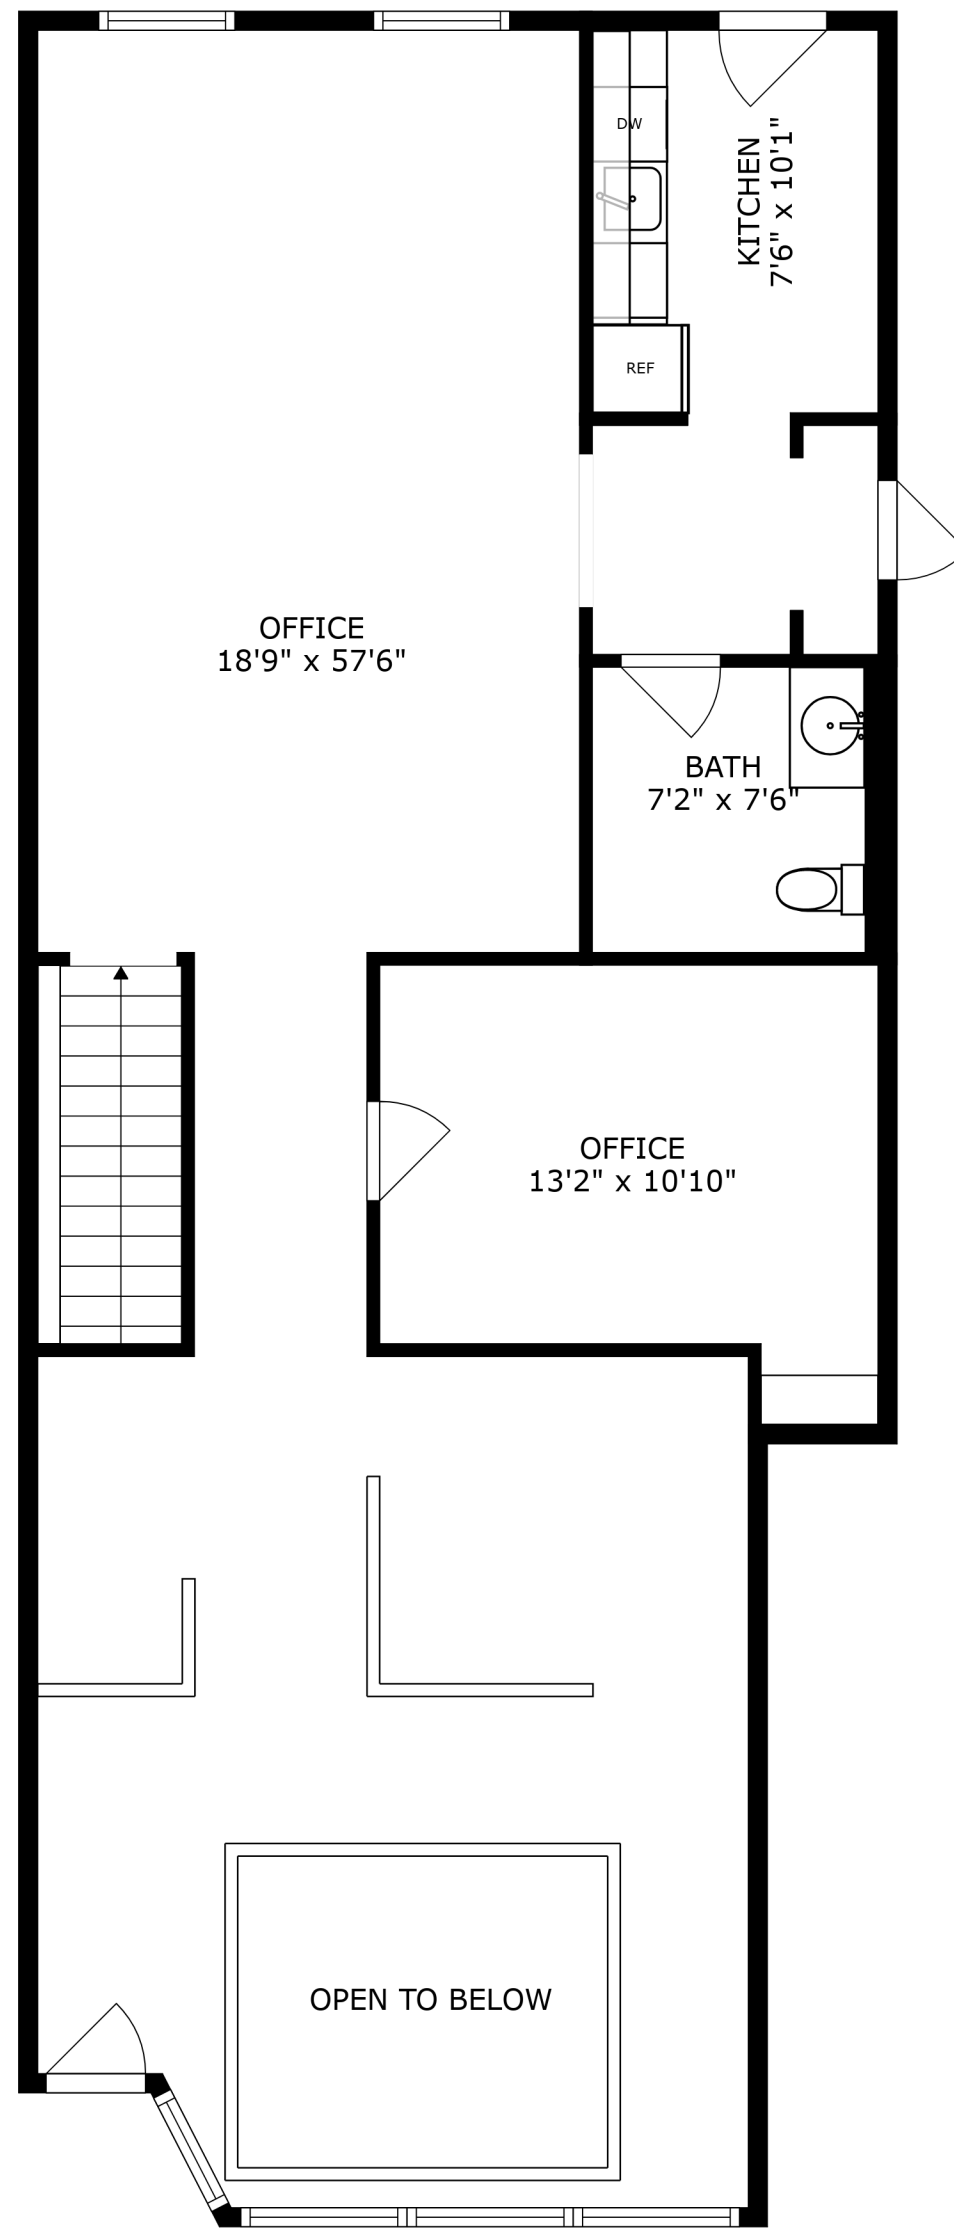 DW
KITCHEN
7'6" x 10'1"
REF
OFFICE
18'9" x 57'6"
BATH
7'2" x 7'6"
OFFICE
13'2" x 10'10"
OPEN TO BELOW